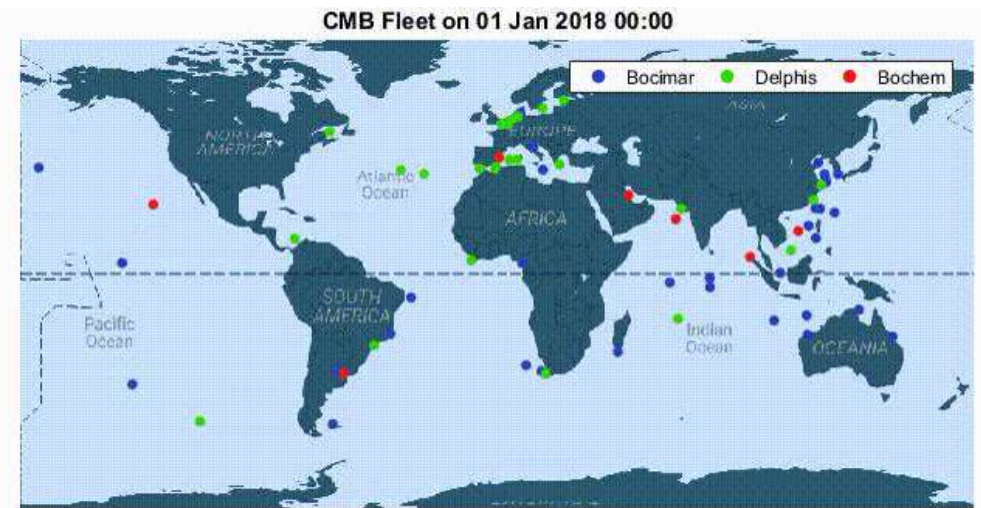 CMB Fleet on 01 Jan 2018 00:00
Bocimar Delphis Bochem
ASIA
NORTH
AMERICA
EUROPE
Atlantic
Ocean
AFRICA
SOUTH
AMERICA
Pacific
Ocean
Indian
Ocean
OCEANIA